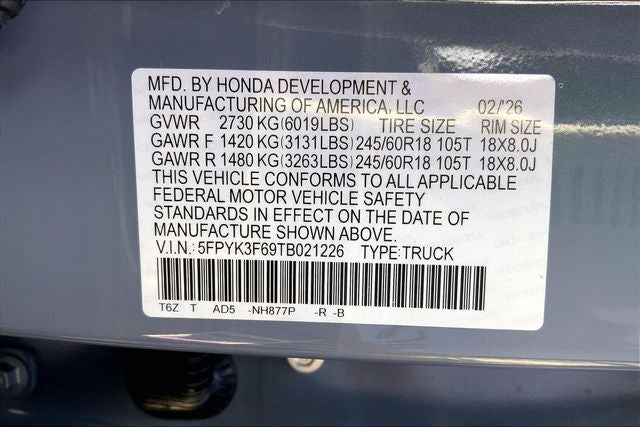 MFD. BY HONDA DEVELOPMENT &
MANUFACTURING OF AMERICA, LLC 02/'26
GVWR 2730 KG(6019LBS) TIRE SIZE RIM SIZE
GAWR F 1420 KG(3131LBS) 245/60R18 105T 18X8.0J
GAWR R 1480 KG(3263LBS) 245/60R18 105T 18X8.0J
THIS VEHICLE CONFORMS TO ALL APPLICABLE
FEDERAL MOTOR VEHICLE SAFETY
STANDARDS IN EFFECT ON THE DATE OF
MANUFACTURE SHOWN ABOVE.
V.I.N.: 5FPYK3F69TB021226 TYPE:TRUCK
T6Z T AD5 -NH877P -R -B